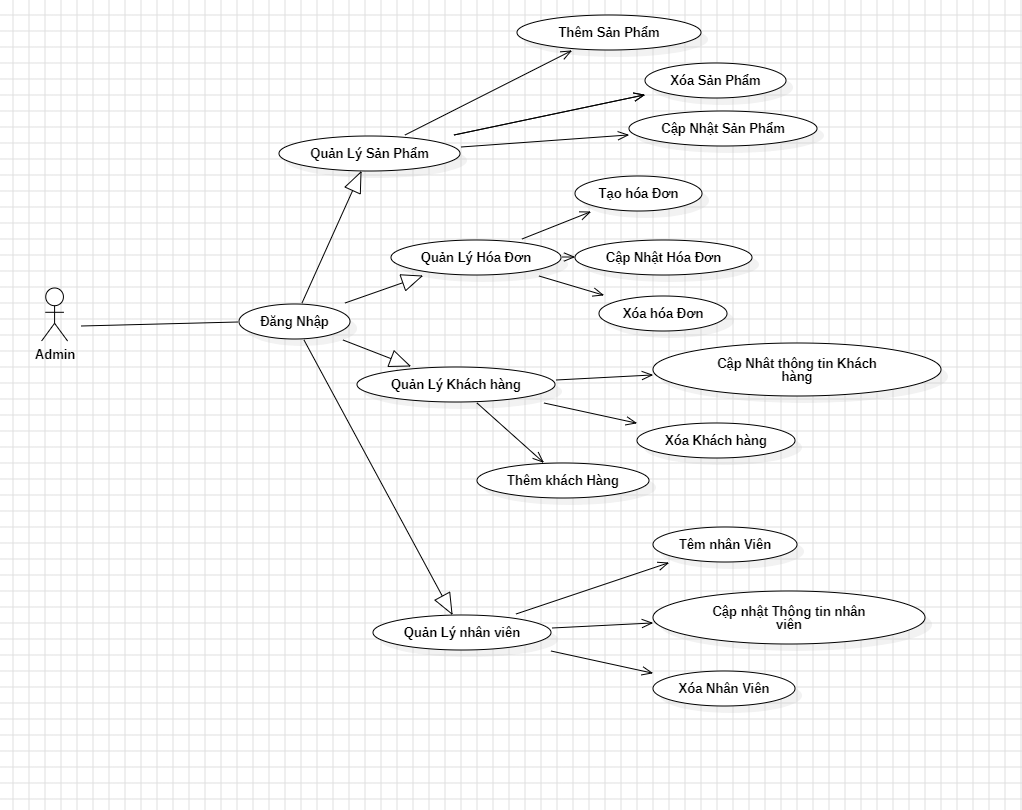 Thêm Sản Phẩm
Xóa Sản Phẩm
Cập Nhật Sản Phẩm
Quản Lý Sản Phẩm
Tạo hóa Đơn
Quản Lý Hóa Đơn
Cập Nhật Hóa Đơn
Xóa hóa Đơn
Đăng Nhập
Admin
Cập Nhât thông tin Khách
hàng
Quản Lý Khách hàng
Xóa Khách hàng
Thêm khách Hàng
Têm nhân Viên
Cập nhật Thông tin nhân
viên
Quản Lý nhân viên
Xóa Nhân Viên